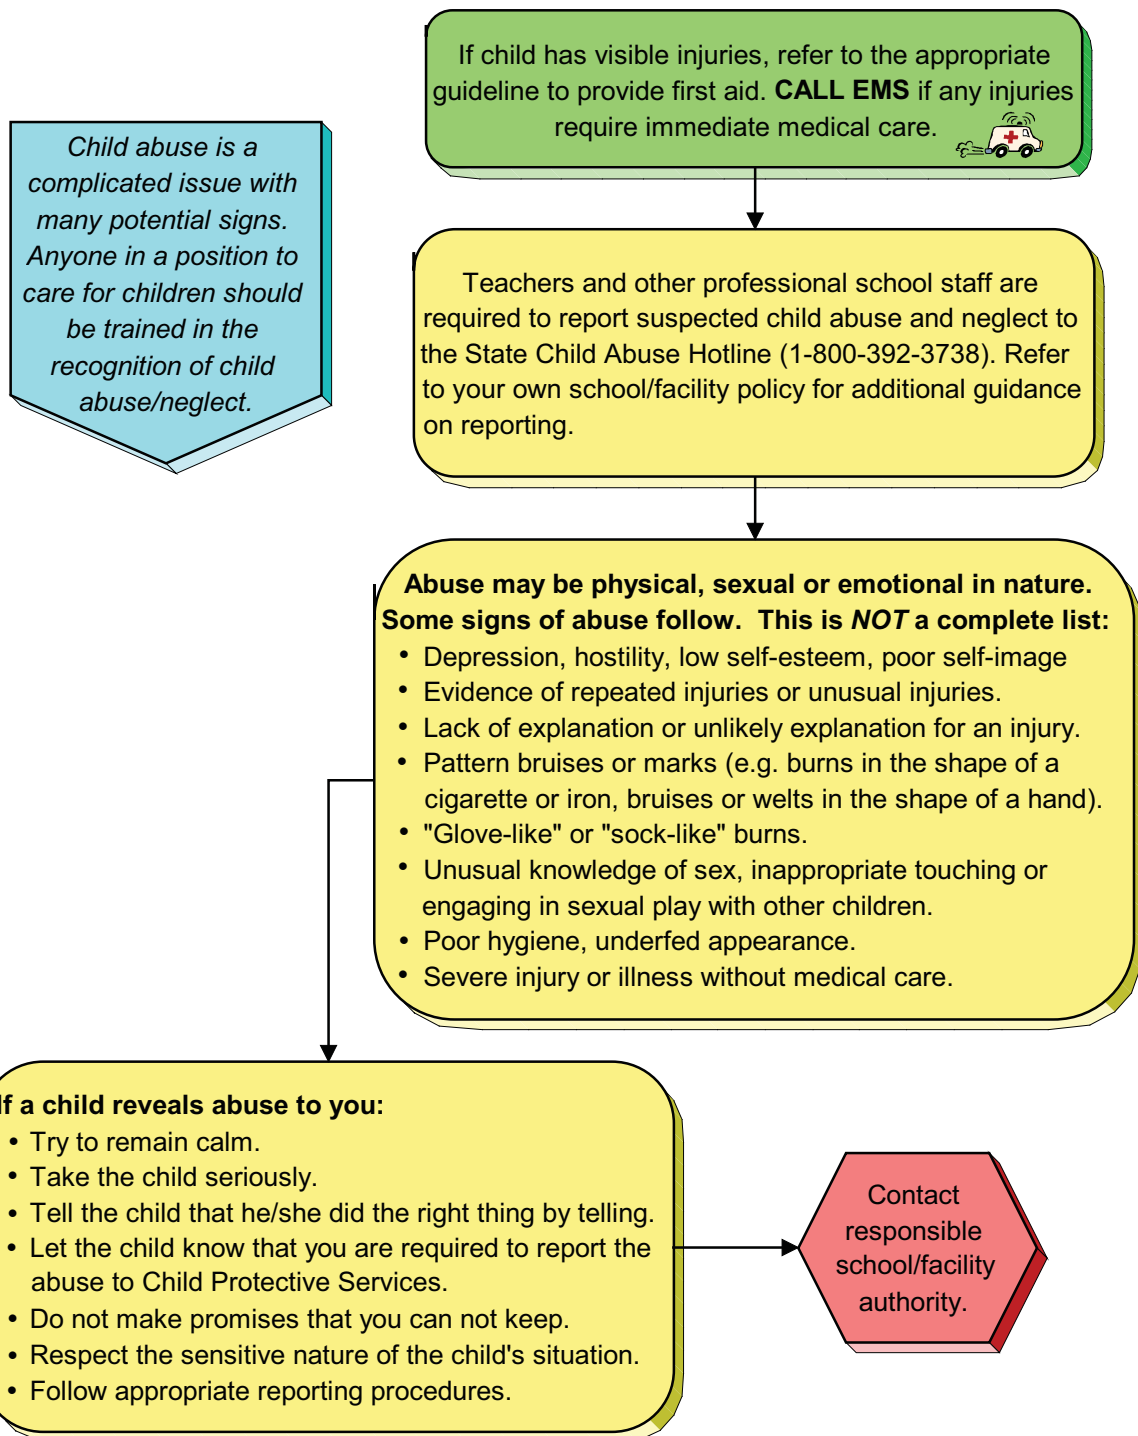 If child has visible injuries, refer to the appropriate
guideline to provide first aid. CALL EMS if any injuries
require immediate medical care.
Child abuse is a
complicated issue with
many potential signs.
Anyone in a position to
care for children should
be trained in the
recognition of child
abuse/neglect.
Teachers and other professional school staff are
required to report suspected child abuse and neglect to
the State Child Abuse Hotline (1-800-392-3738). Refer
to your own school/facility policy for additional guidance
on reporting.
Abuse may be physical, sexual or emotional in nature.
Some signs of abuse follow. This is NOT a complete list:
• Depression, hostility, low self-esteem, poor self-image
• Evidence of repeated injuries or unusual injuries.
• Lack of explanation or unlikely explanation for an injury.
• Pattern bruises or marks (e.g. burns in the shape of a
cigarette or iron, bruises or welts in the shape of a hand).
• "Glove-like" or "sock-like" burns.
• Unusual knowledge of sex, inappropriate touching or
engaging in sexual play with other children.
• Poor hygiene, underfed appearance.
• Severe injury or illness without medical care.
If a child reveals abuse to you:
• Try to remain calm.
• Take the child seriously.
• Tell the child that he/she did the right thing by telling.
• Let the child know that you are required to report the
abuse to Child Protective Services.
• Do not make promises that you can not keep.
• Respect the sensitive nature of the child's situation.
• Follow appropriate reporting procedures.
Contact
responsible
school/facility
authority.